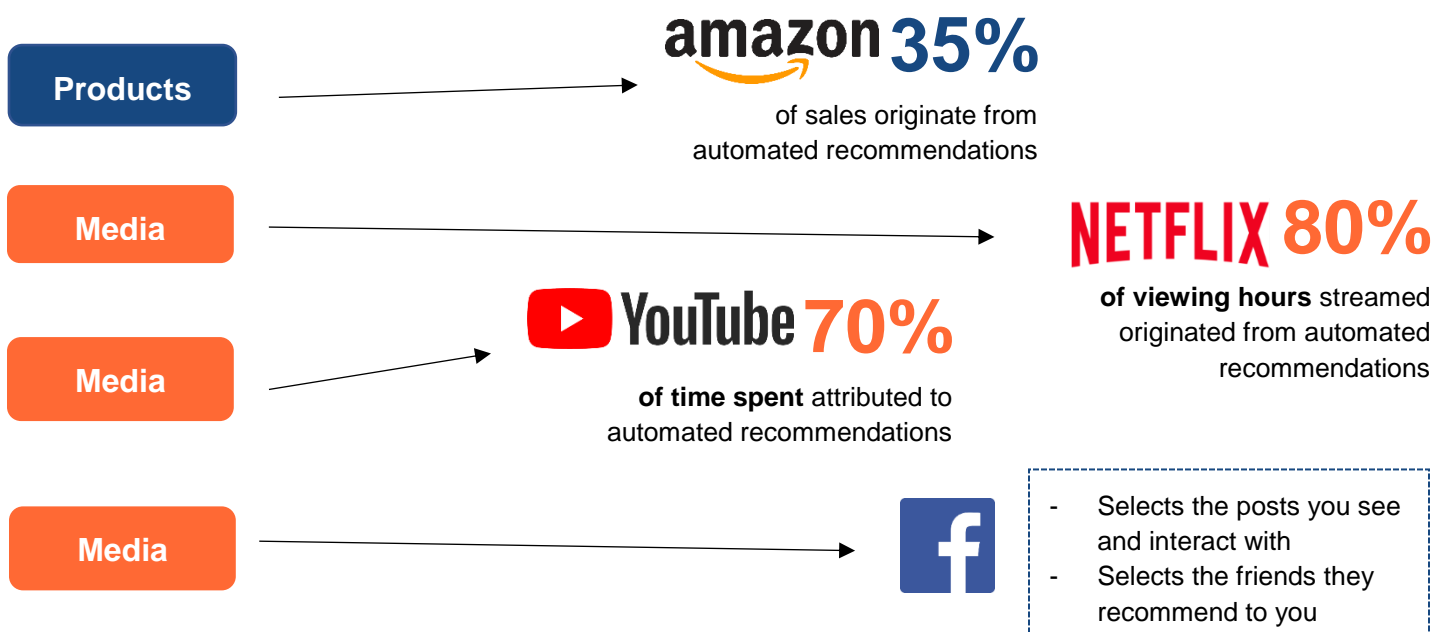 Products
amazon 35%
of sales originate from
automated recommendations
Media
NETFLIX 80%
of viewing hours streamed
originated from automated
recommendations
Media
YouTube 70%
of time spent attributed to
automated recommendations
Media
f
- Selects the posts you see
and interact with
- Selects the friends they
recommend to you